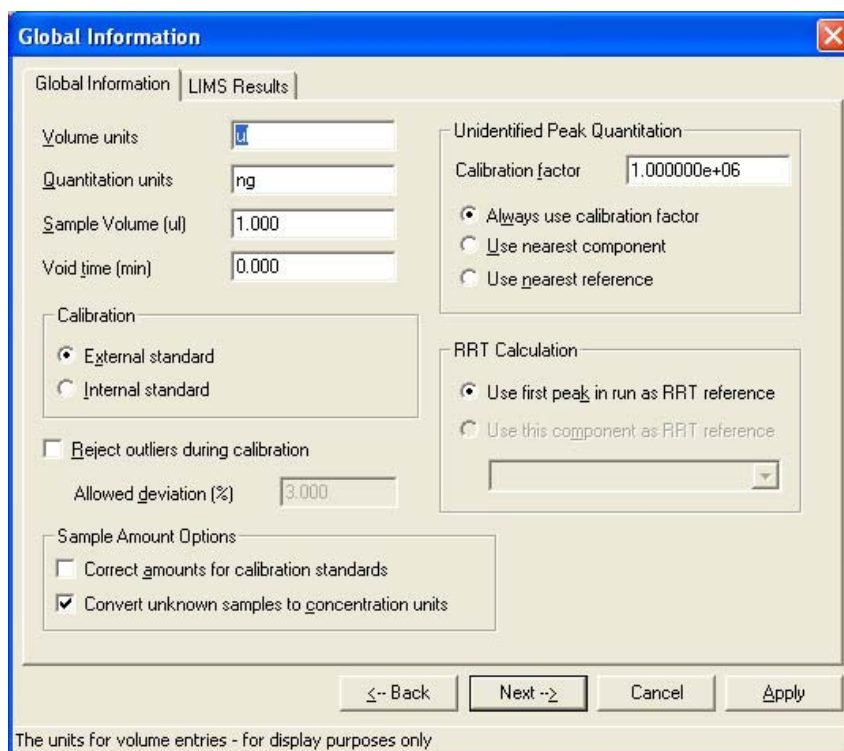 Global Information
Global Information LIMS Results
Volume units ul
Quantitation units ng
Sample Volume (ul) 1.000
Void time (min) 0.000
Calibration
External standard
Internal standard
Reject outliers during calibration
Allowed deviation (%) 3.000
Sample Amount Options
Correct amounts for calibration standards
Convert unknown samples to concentration units
Unidentified Peak Quantitation
Calibration factor 1.000000e+06
Always use calibration factor
Use nearest component
Use nearest reference
RRT Calculation
Use first peak in run as RRT reference
Use this component as RRT reference
<-- Back Next --> Cancel Apply
The units for volume entries - for display purposes only